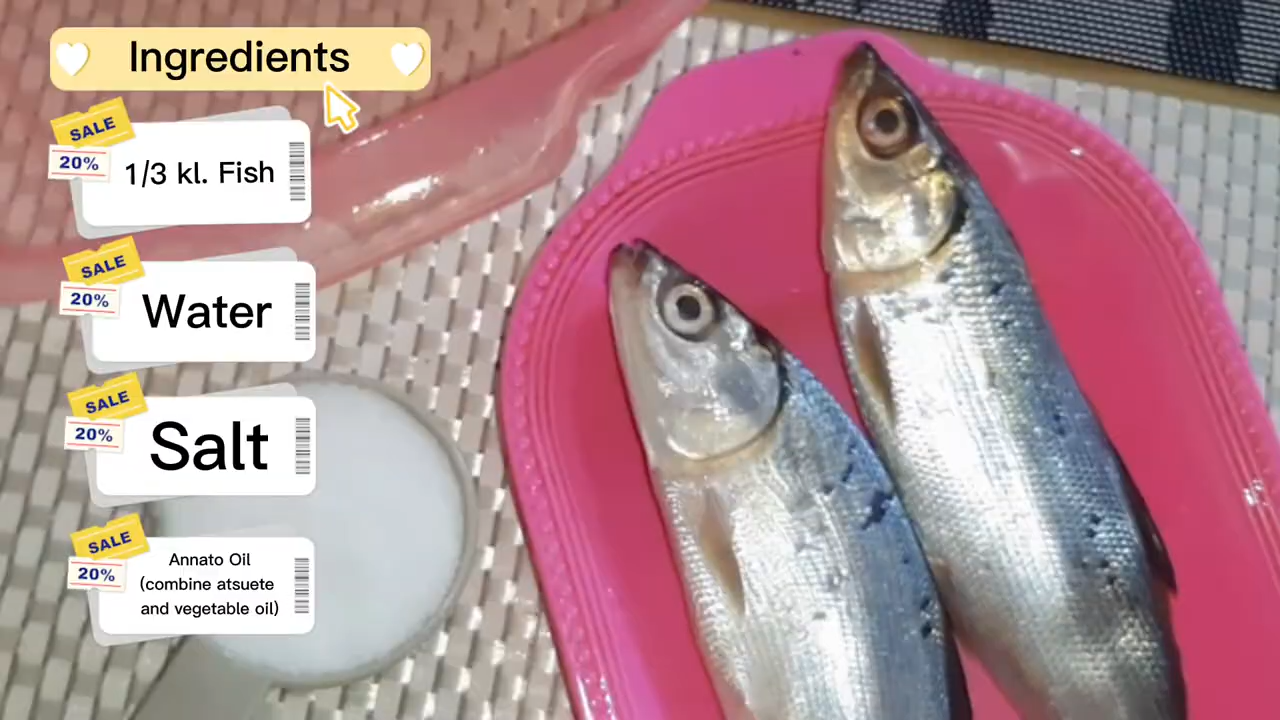 Ingredients
SALE
20%
1/3 kl. Fish
SALE
20%
Water
SALE
20%
Salt
SALE
20%
Annato Oil
(combine atsuete
and vegetable oil)